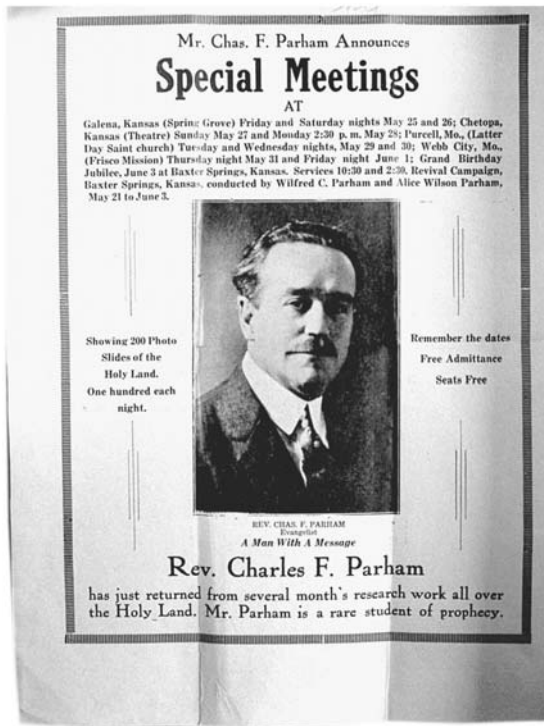 Mr. Chas. F. Parham Announces
Special Meetings
AT
Galena, Kansas (Spring Grove) Friday and Saturday nights May 25 and 26; Chetopa,
Kansas (Theatre) Sunday May 27 and Monday 2:30 p. m. May 28; Purcell, Mo., (Latter
Day Saint church) Tuesday and Wednesday nights, May 29 and 30; Webb City, Mo.,
(Frisco Mission) Thursday night May 31 and Friday night June 1; Grand Birthday
Jubilee, June 3 at Baxter Springs, Kansas. Services 10:30 and 2:30. Revival Campaign,
Baxter Springs, Kansas, conducted by Wilfred C. Parham and Alice Wilson Parham,
May 21 to June 3.
Showing 200 Photo
Slides of the
Holy Land.
One hundred each
night.
Remember the dates
Free Admittance
Seats Free
REV. CHAS. F. PARHAM
Evangelist
A Man With A Message
Rev. Charles F. Parham
has just returned from several month's research work all over
the Holy Land. Mr. Parham is a rare student of prophecy.